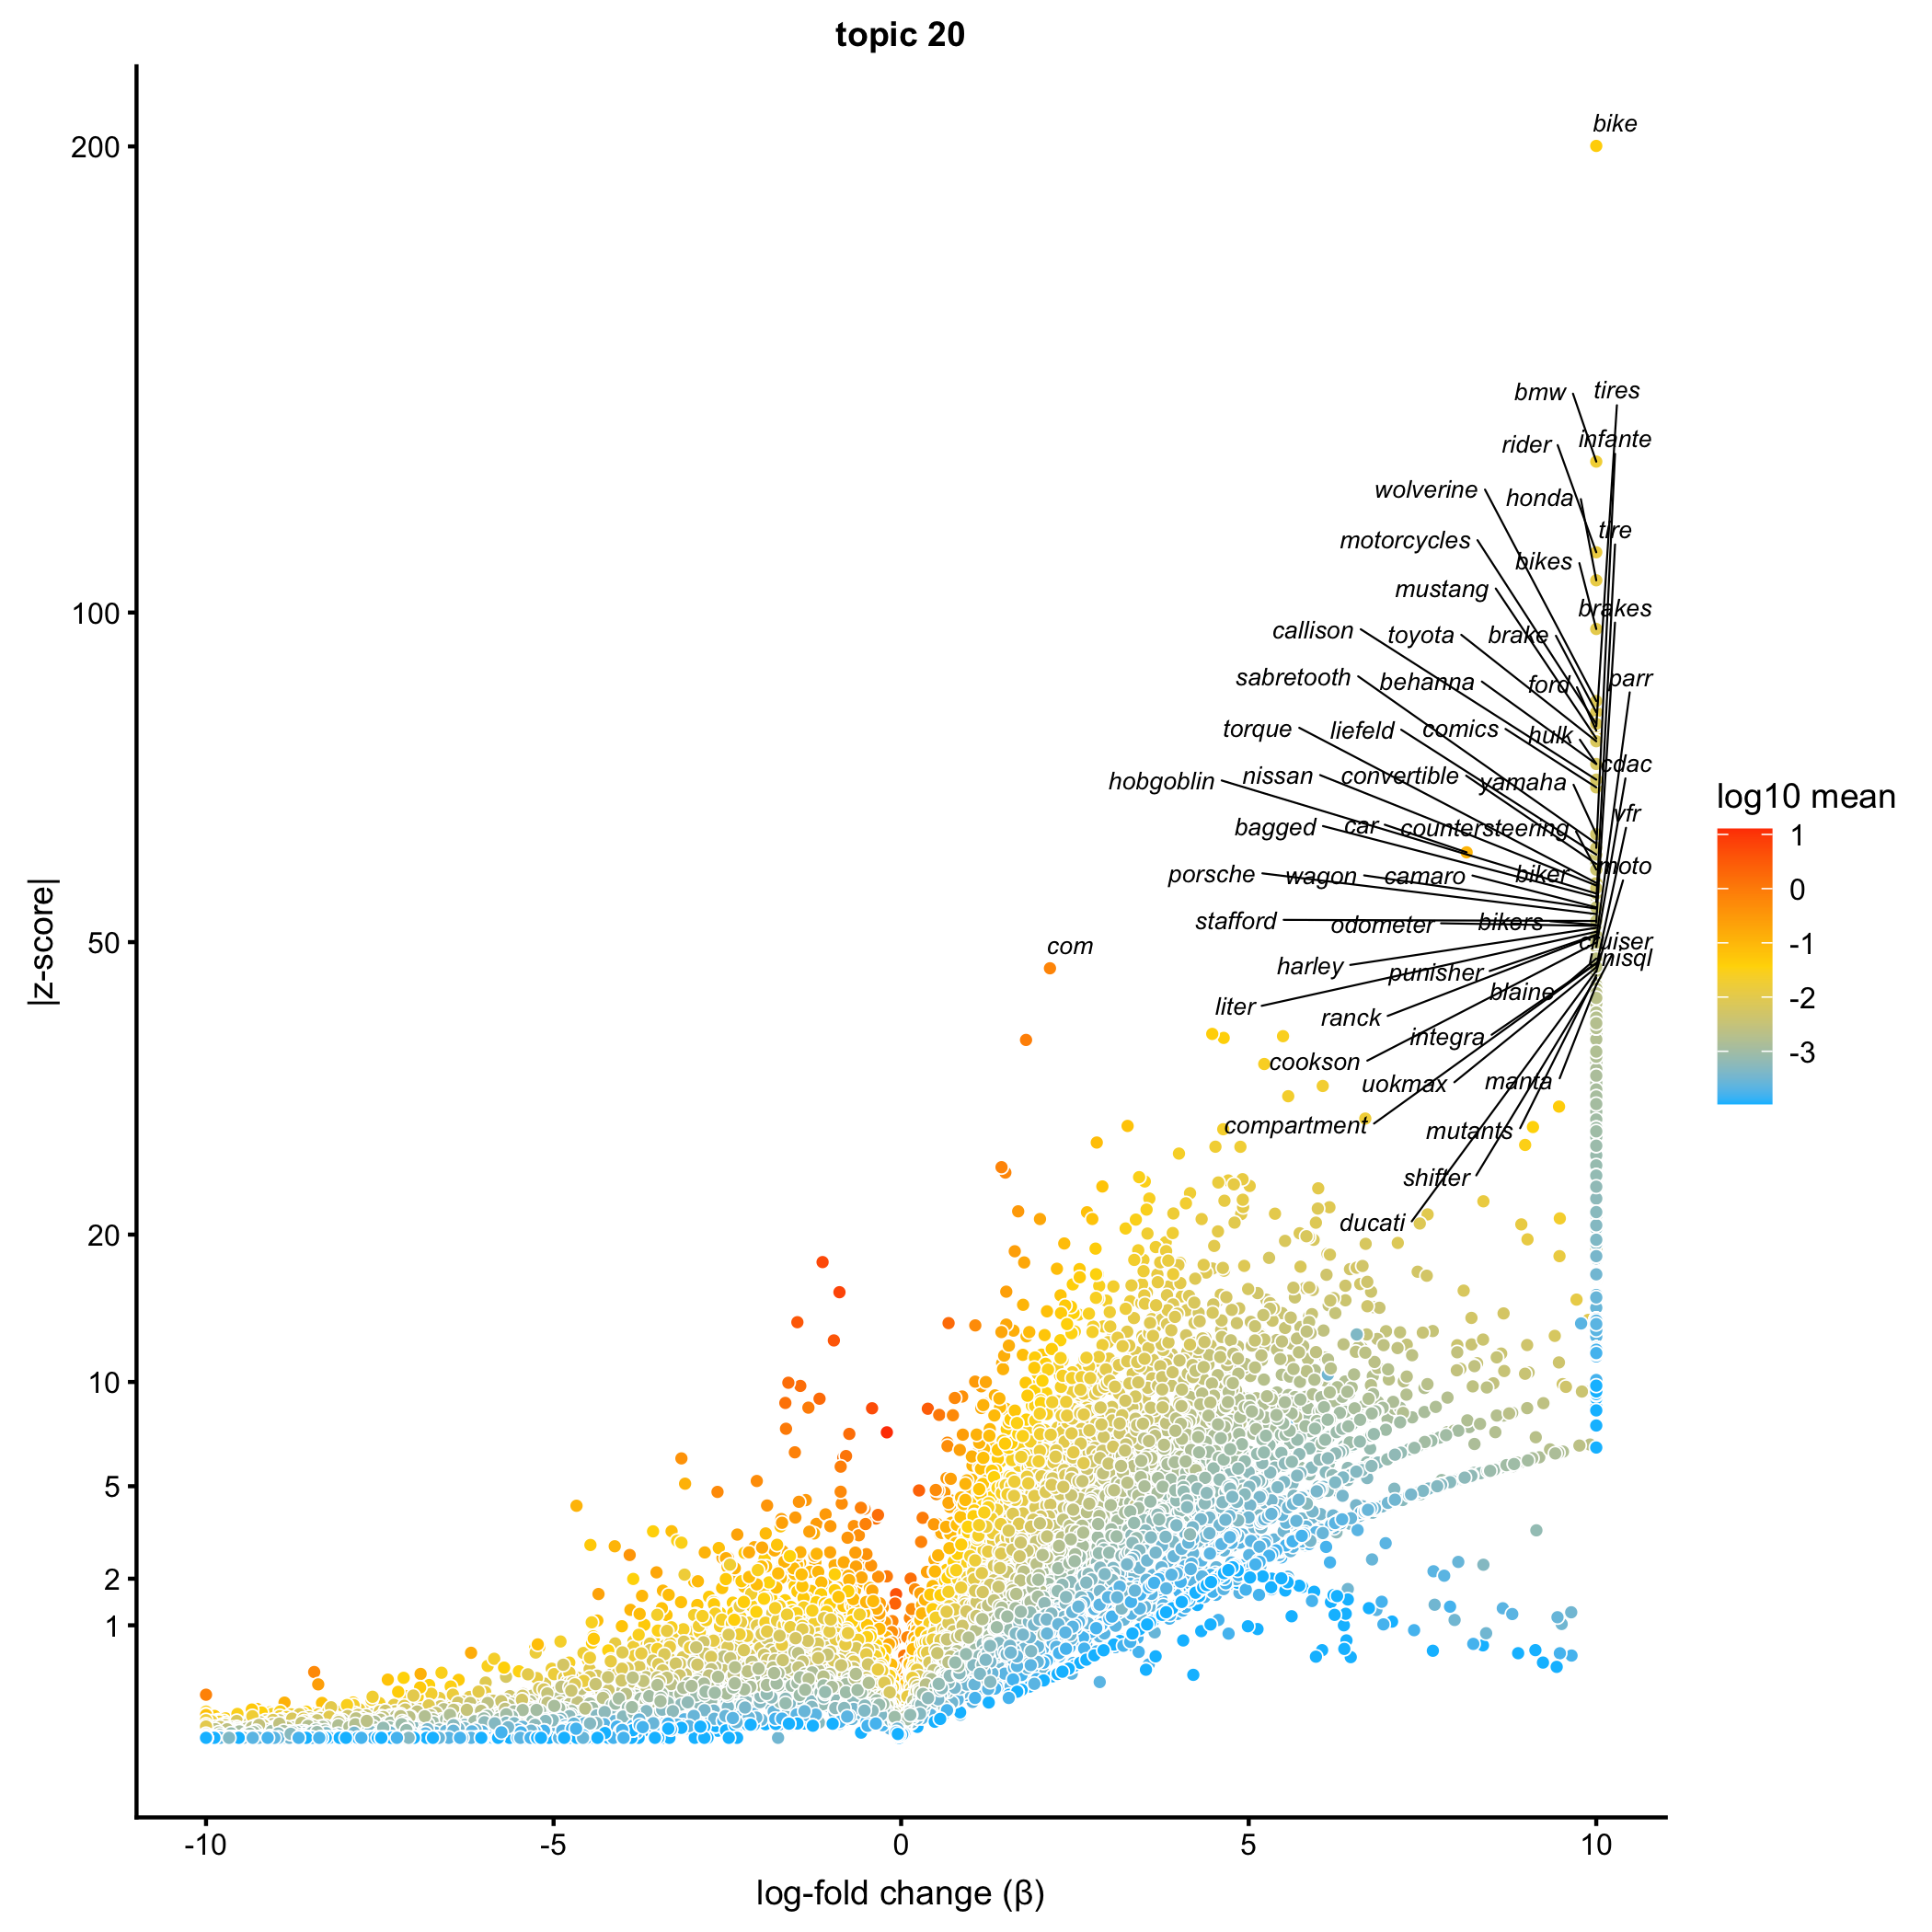 topic 20
200
100
50
20
10
5
2
1
|z-score|
bike
bmw
tires
rider
infante
wolverine
honda
tire
motorcycles
bikes
mustang
brakes
callison
toyota
brake
sabretooth
behanna
ford
parr
torque
liefeld
comics
hulk
cdac
hobgoblin
nissan
convertible
yamaha
vfr
bagged
car
countersteering
moto
porsche
wagon
camaro
biker
stafford
odometer
bikers
cruiser
com
unisql
harley
punisher
blaine
liter
ranck
integra
cookson
uokmax
manta
compartment
mutants
shifter
ducati
log10 mean
1
0
-1
-2
-3
-10
-5
0
5
10
log-fold change (β)